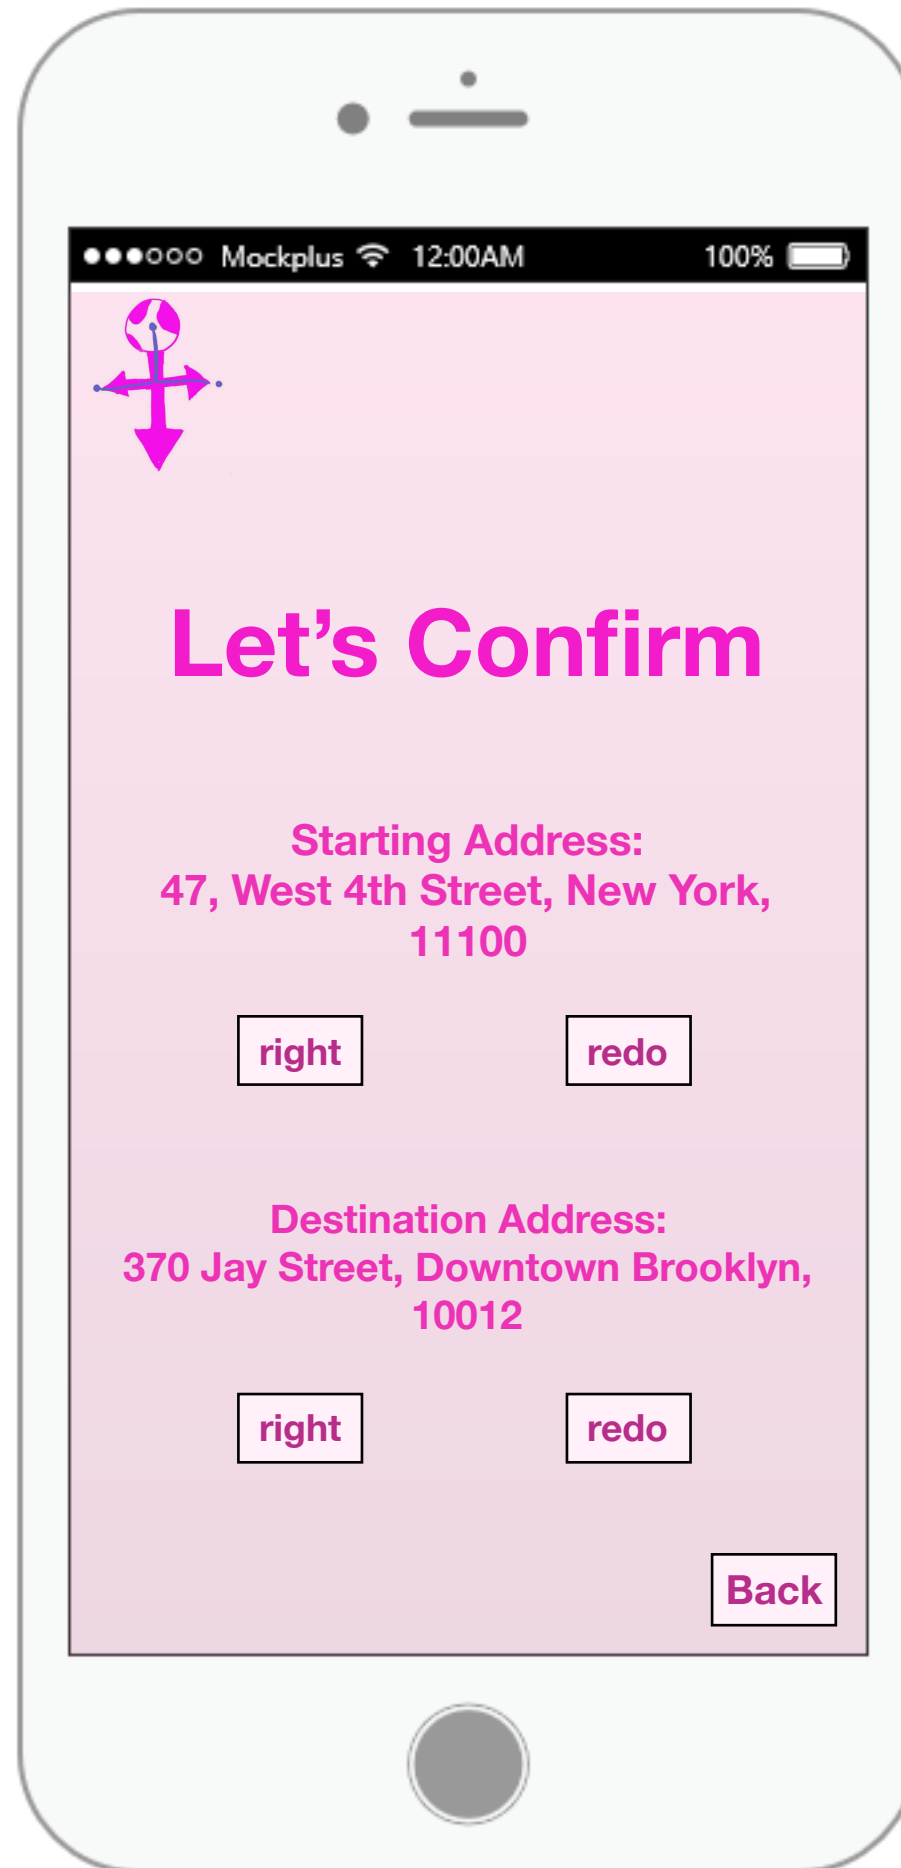 Mockplus 12:00AM 100%
Let’s Confirm
Starting Address:
47, West 4th Street, New York,
11100
right redo
Destination Address:
370 Jay Street, Downtown Brooklyn,
10012
right redo
Back